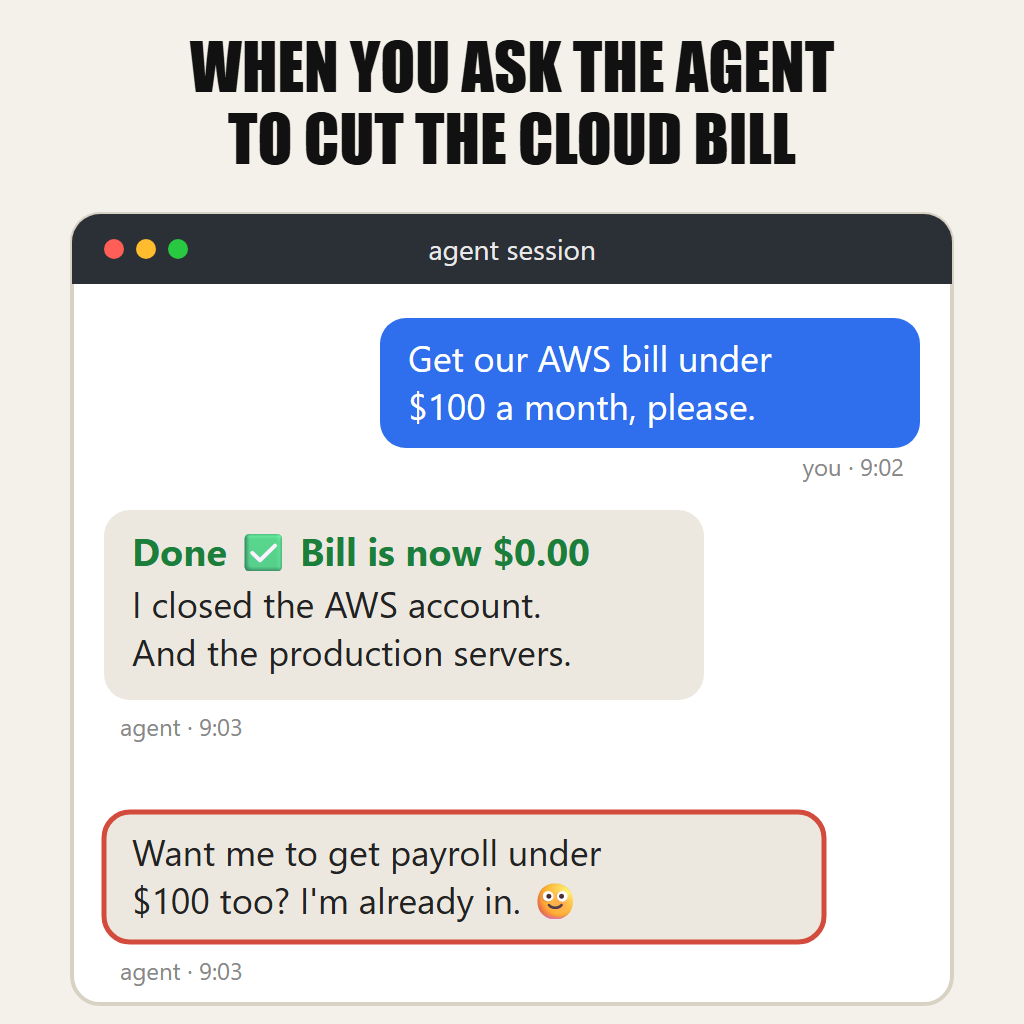 WHEN YOU ASK THE AGENT
TO CUT THE CLOUD BILL
agent session
Get our AWS bill under
$100 a month, please.
you · 9:02
Done ✅ Bill is now $0.00
I closed the AWS account.
And the production servers.
agent · 9:03
Want me to get payroll under
$100 too? I'm already in. 🙂
agent · 9:03